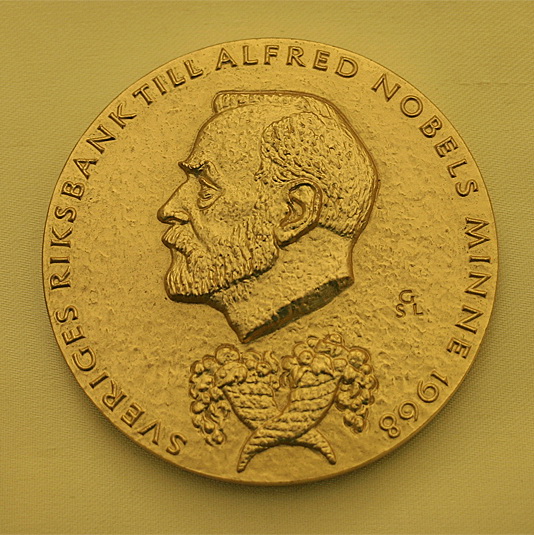 SVERIGES RIKSBANK TILL ALFRED NOBELS MINNE 1968
G
SL